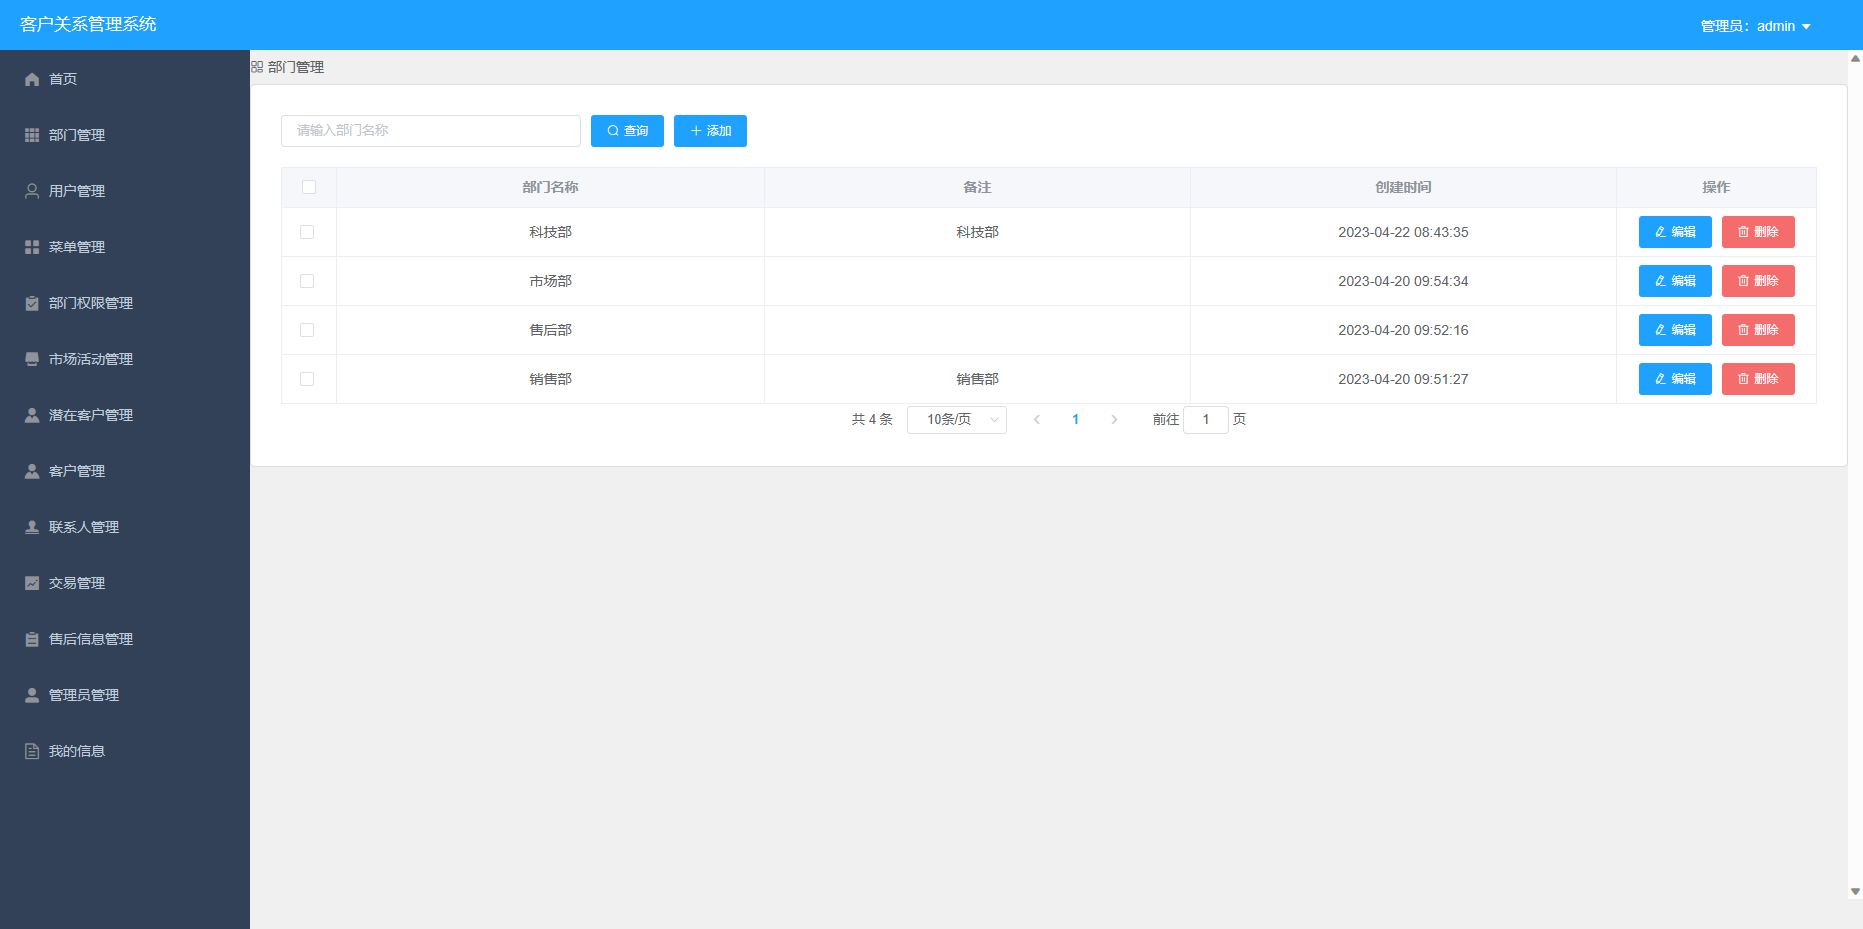 客户关系管理系统
管理员：admin
首页
部门管理
用户管理
菜单管理
部门权限管理
市场活动管理
潜在客户管理
客户管理
联系人管理
交易管理
售后信息管理
管理员管理
我的信息
部门管理
请输入部门名称 查询 添加
部门名称 备注 创建时间 操作
科技部 科技部 2023-04-22 08:43:35 编辑 删除
市场部 2023-04-20 09:54:34 编辑 删除
售后部 2023-04-20 09:52:16 编辑 删除
销售部 销售部 2023-04-20 09:51:27 编辑 删除
共 4 条 10条/页 1 前往 1 页